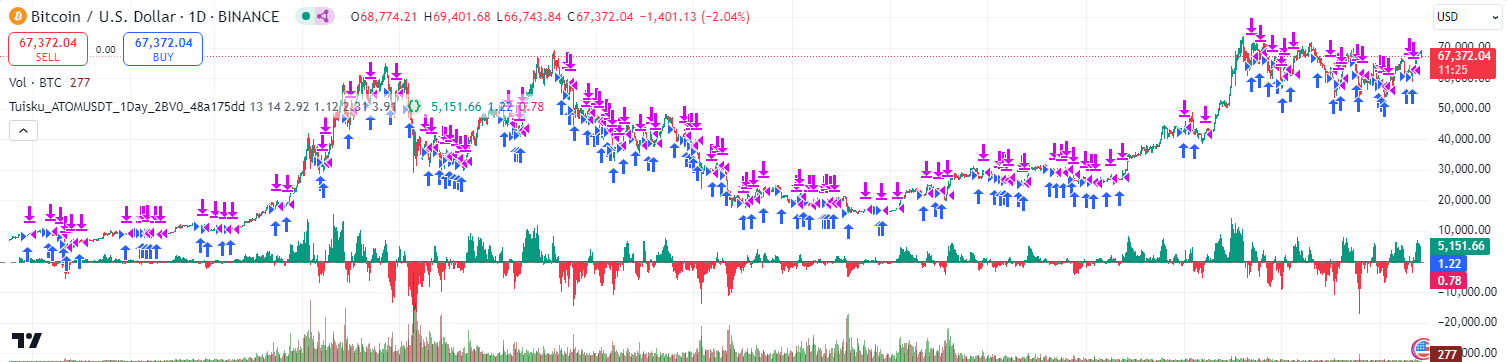 Bitcoin / U.S. Dollar · 1D · BINANCE O68,774.21 H69,401.68 L66,743.84 C67,372.04 −1,401.13 (−2.04%)
USD
67,372.04 0.00 67,372.04
SELL BUY
Vol · BTC 277
Tuisku_ATOMUSDT_1Day_2BV0_48a175dd 13 14 2.92 1.12 2.31 3.91 {} 5,151.66 1.22 0.78
70,000.00
67,372.04
11:25
50,000.00
40,000.00
30,000.00
20,000.00
10,000.00
5,151.66
1.22
0.78
−10,000.00
−20,000.00
277